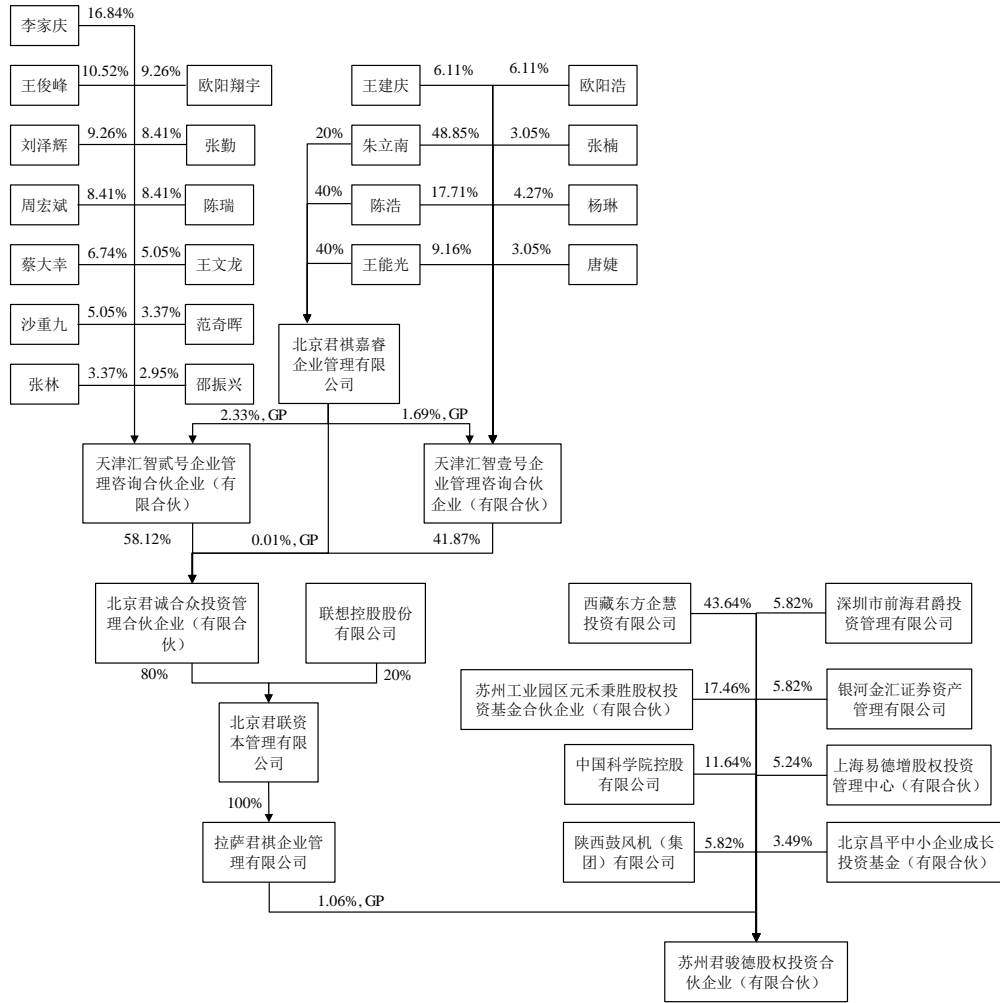 李家庆
16.84%
王俊峰
10.52%
9.26%
欧阳翔宇
刘泽辉
9.26%
8.41%
张勤
周宏斌
8.41%
8.41%
陈瑞
蔡大幸
6.74%
5.05%
王文龙
沙重九
5.05%
3.37%
范奇晖
张林
3.37%
2.95%
邵振兴
王建庆
6.11%
6.11%
欧阳浩
20%
朱立南
48.85%
3.05%
张楠
40%
陈浩
17.71%
4.27%
杨琳
40%
王能光
9.16%
3.05%
唐婕
北京君祺嘉睿
企业管理有限
公司
2.33%, GP
1.69%, GP
天津汇智贰号企业管
理咨询合伙企业（有
限合伙）
天津汇智壹号企
业管理咨询合伙
企业（有限合伙）
58.12%
0.01%, GP
41.87%
北京君诚合众投资管
理合伙企业（有限合
伙）
联想控股股份
有限公司
80%
20%
北京君联资
本管理有限
公司
100%
拉萨君祺企业管
理有限公司
1.06%, GP
西藏东方企慧
投资有限公司
43.64%
5.82%
深圳市前海君爵投
资管理有限公司
苏州工业园区元禾秉胜股权投
资基金合伙企业（有限合伙）
17.46%
5.82%
银河金汇证券资产
管理有限公司
中国科学院控股
有限公司
11.64%
5.24%
上海易德增股权投资
管理中心（有限合伙）
陕西鼓风机（集
团）有限公司
5.82%
3.49%
北京昌平中小企业成长
投资基金（有限合伙）
苏州君骏德股权投资合
伙企业（有限合伙）